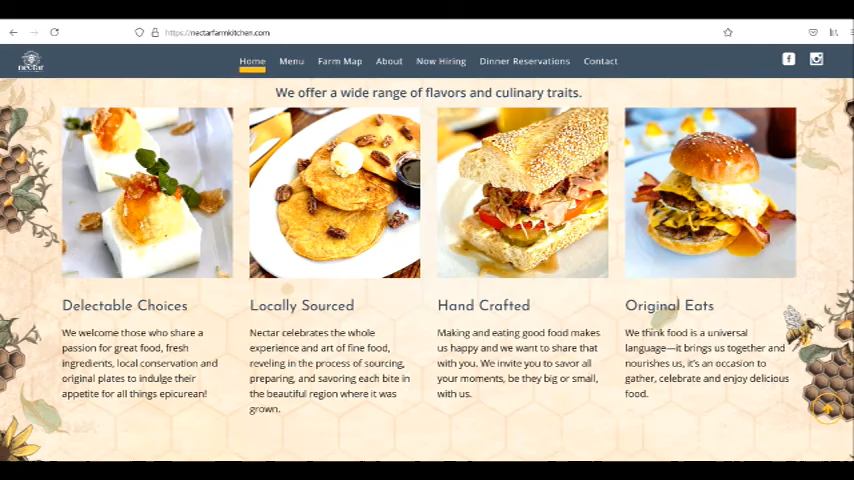 https://nectarfarmkitchen.com
nectar
Home Menu Farm Map About Now Hiring Dinner Reservations Contact
We offer a wide range of flavors and culinary traits.
Delectable Choices
We welcome those who share a
passion for great food, fresh
ingredients, local conservation and
original plates to indulge their
appetite for all things epicurean!
Locally Sourced
Nectar celebrates the whole
experience and art of fine food,
reveling in the process of sourcing,
preparing, and savoring each bite in
the beautiful region where it was
grown.
Hand Crafted
Making and eating good food makes
us happy and we want to share that
with you. We invite you to savor all
your moments, be they big or small,
with us.
Original Eats
We think food is a universal
language—it brings us together and
nourishes us, it's an occasion to
gather, celebrate and enjoy delicious
food.